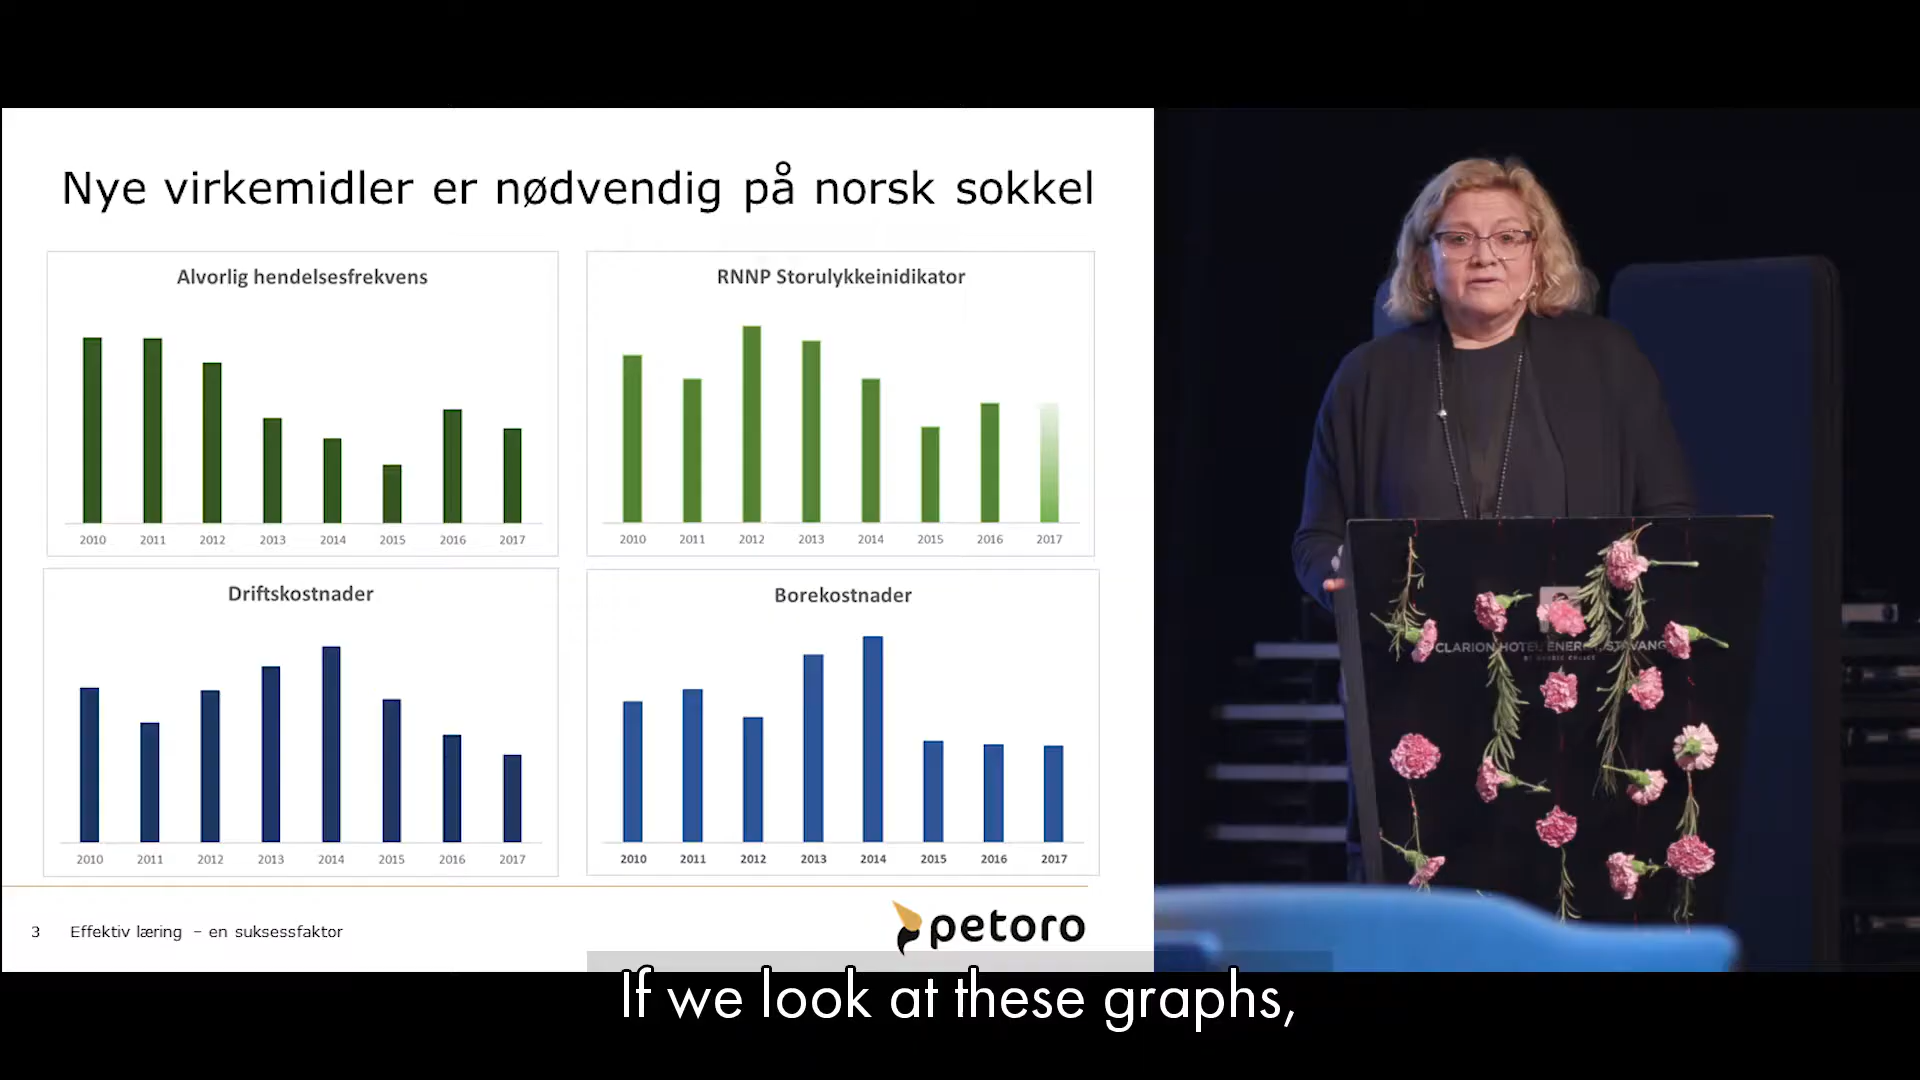 Nye virkemidler er nødvendig på norsk sokkel
Alvorlig hendelsesfrekvens
2010 2011 2012 2013 2014 2015 2016 2017
RNNP Storulykkeinidikator
2010 2011 2012 2013 2014 2015 2016 2017
Driftskostnader
2010 2011 2012 2013 2014 2015 2016 2017
Borekostnader
2010 2011 2012 2013 2014 2015 2016 2017
3 Effektiv læring – en suksessfaktor
petoro
CLARION HOTEL
If we look at these graphs,